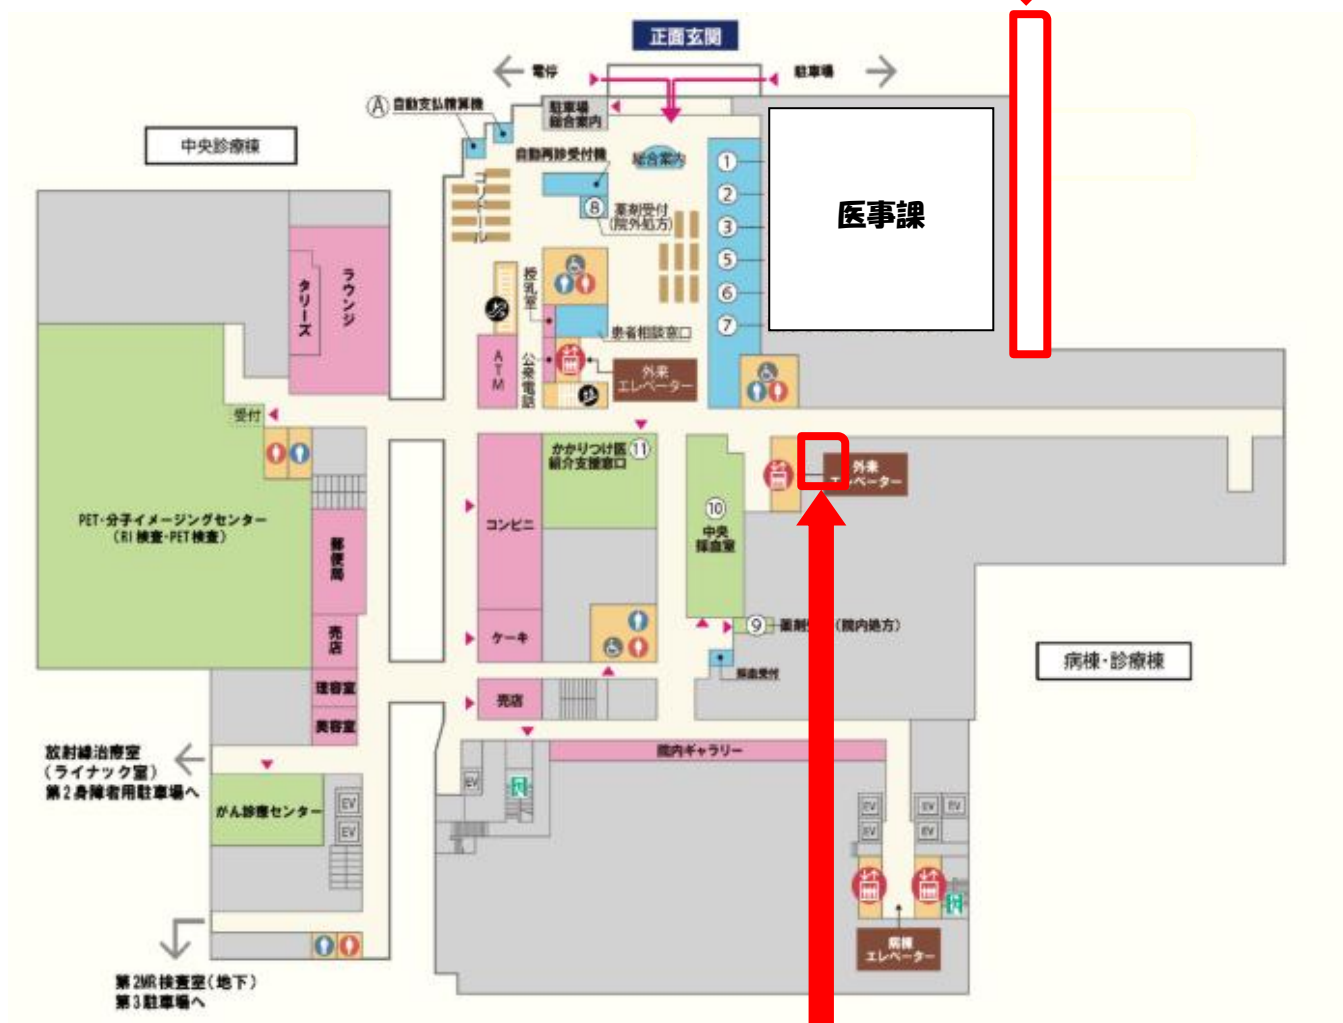 正面玄関
電停
駐車場
Ⓐ自動支払精算機
駐車場
総合案内
中央診療棟
自動再診受付機
総合案内
①
②
③
⑤
⑥
⑦
医事課
⑧
薬剤受付
(院外処方)
授乳室
患者相談窓口
ATM
公衆電話
外来
エレベーター
ラウンジ
タリーズ
受付
かかりつけ医
紹介支援窓口
⑪
外来
エレベーター
⑩
中央
採血室
コンビニ
PET・分子イメージングセンター
(RI検査・PET検査)
郵便局
売店
理容室
美容室
ケーキ
⑨
薬剤受 (院内処方)
採血受付
病棟・診療棟
売店
院内ギャラリー
放射線治療室
(ライナック室)
第2身障者用駐車場へ
がん診療センター
EV
EV
EV
EV
EV
EV
EV
EV
病棟
エレベーター
第2MR検査室(地下)
第3駐車場へ